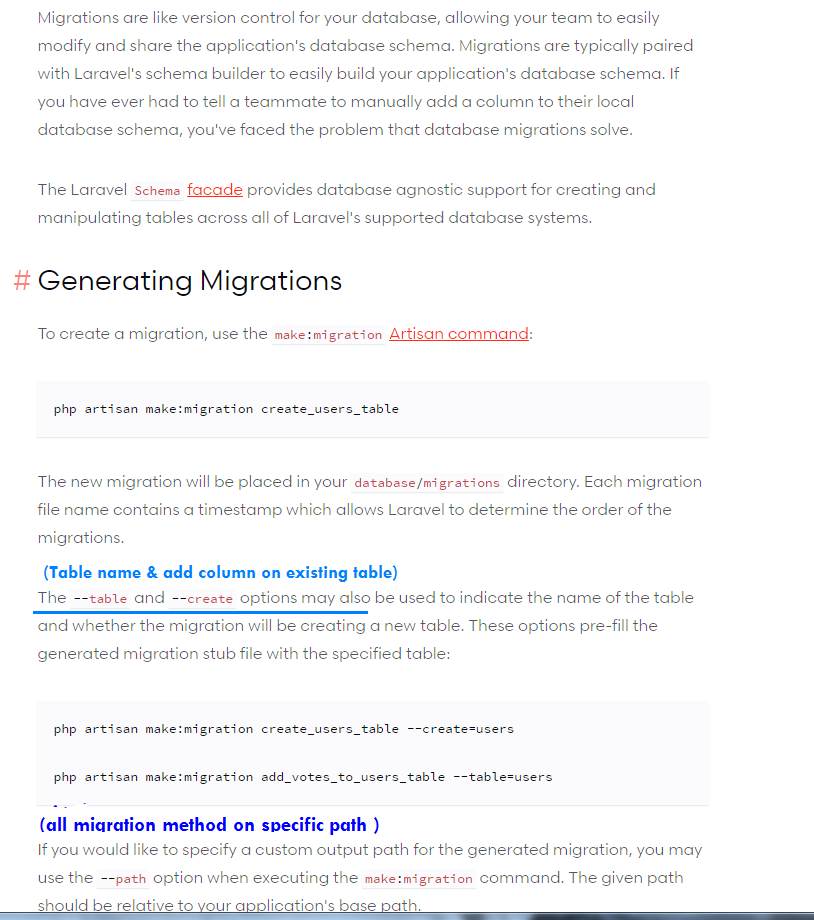 Migrations are like version control for your database, allowing your team to easily
modify and share the application's database schema. Migrations are typically paired
with Laravel's schema builder to easily build your application's database schema. If
you have ever had to tell a teammate to manually add a column to their local
database schema, you've faced the problem that database migrations solve.
The Laravel Schema facade provides database agnostic support for creating and
manipulating tables across all of Laravel's supported database systems.
# Generating Migrations
To create a migration, use the make:migration Artisan command:
php artisan make:migration create_users_table
The new migration will be placed in your database/migrations directory. Each migration
file name contains a timestamp which allows Laravel to determine the order of the
migrations.
(Table name & add column on existing table)
The --table and --create options may also be used to indicate the name of the table
and whether the migration will be creating a new table. These options pre-fill the
generated migration stub file with the specified table:
php artisan make:migration create_users_table --create=users
php artisan make:migration add_votes_to_users_table --table=users
(all migration method on specific path )
If you would like to specify a custom output path for the generated migration, you may
use the --path option when executing the make:migration command. The given path
should be relative to your application's base path.